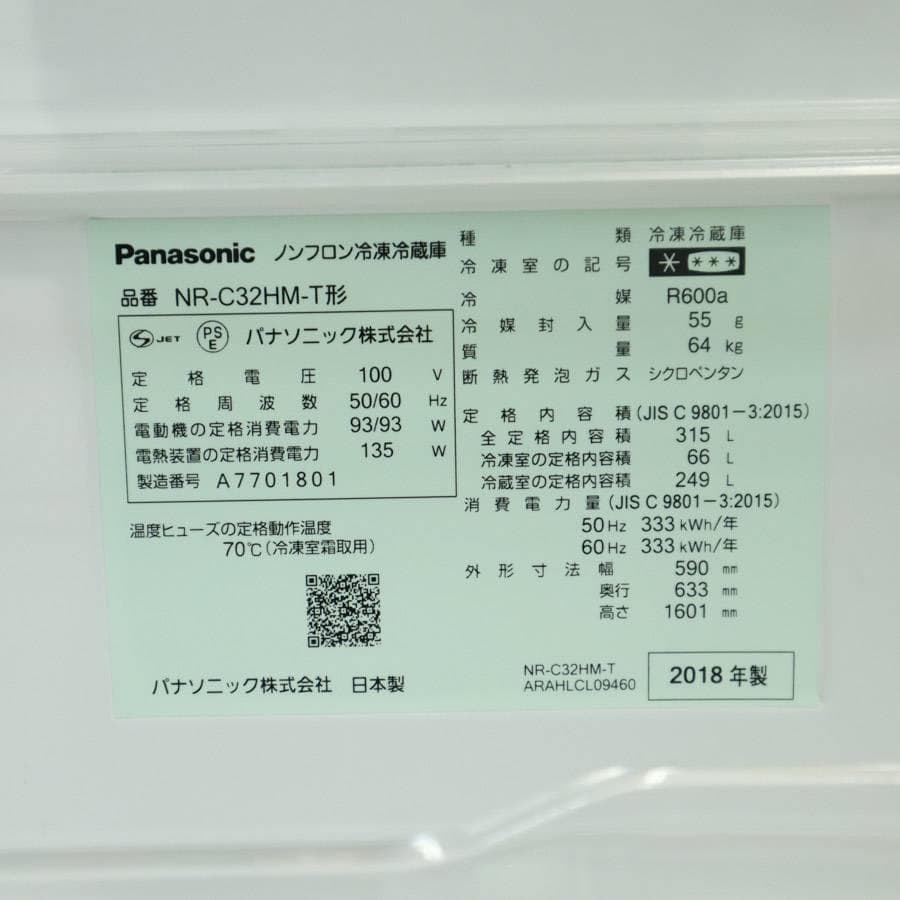 Panasonic ノンフロン冷凍冷蔵庫
品番 NR-C32HM-T形
JET PSE パナソニック株式会社
定格電圧 100 V
定格周波数 50/60 Hz
電動機の定格消費電力 93/93 W
電熱装置の定格消費電力 135 W
製造番号 A7701801
温度ヒューズの定格動作温度
70℃(冷凍室霜取用)
パナソニック株式会社 日本製
種類 冷凍冷蔵庫
冷凍室の記号 * ***
冷媒 R600a
冷媒封入量 55 g
質量 64 kg
断熱発泡ガス シクロペンタン
定格内容積(JIS C 9801-3:2015)
全定格内容積 315 L
冷凍室の定格内容積 66 L
冷蔵室の定格内容積 249 L
消費電力量(JIS C 9801-3:2015)
50Hz 333 kWh/年
60Hz 333 kWh/年
外形寸法 幅 590 mm
奥行 633 mm
高さ 1601 mm
NR-C32HM-T
ARAHLCL09460
2018年製